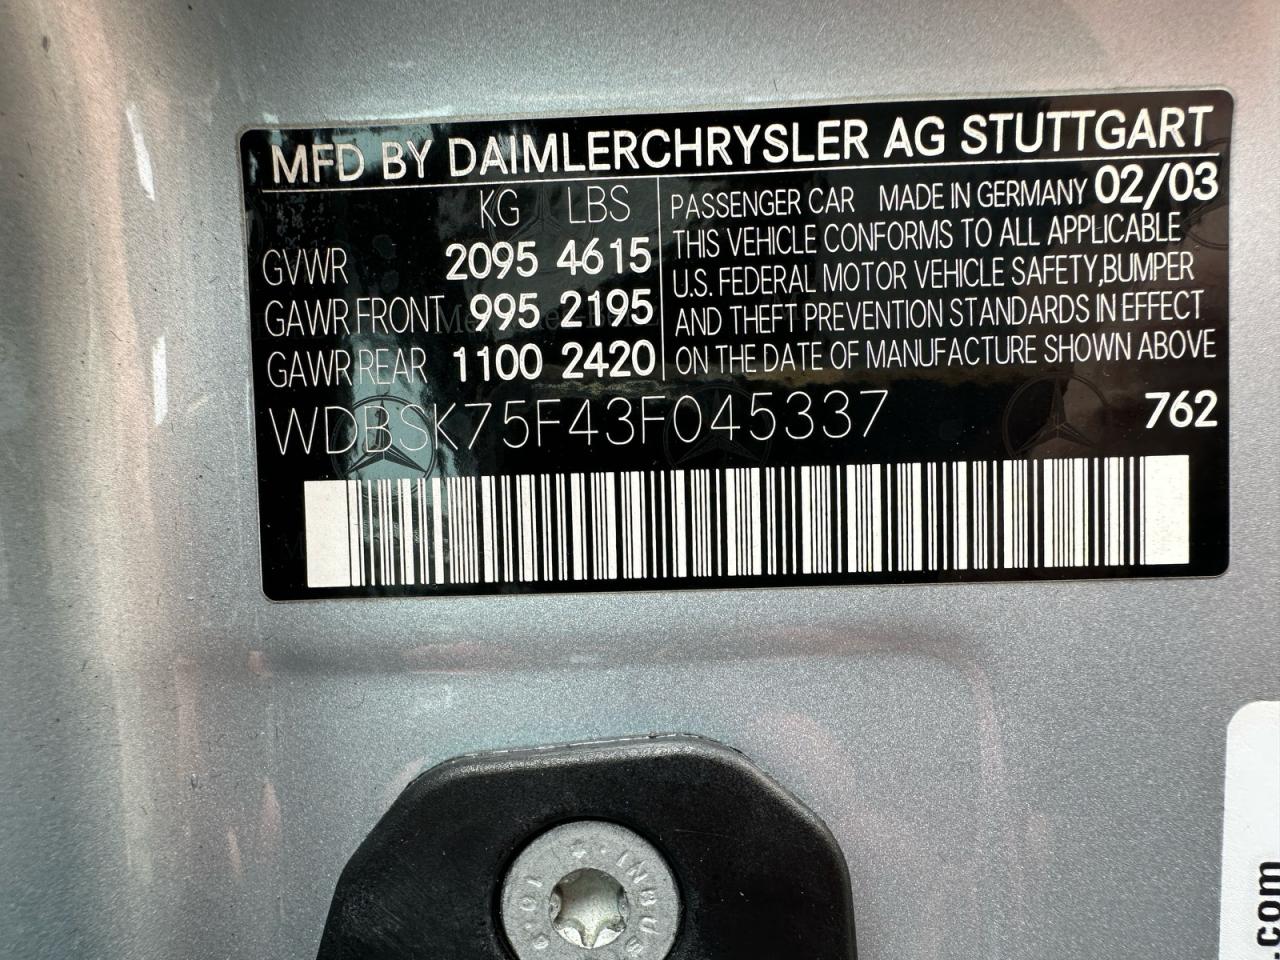 MFD BY DAIMLERCHRYSLER AG STUTTGART
KG LBS
GVWR 2095 4615
GAWR FRONT 995 2195
GAWR REAR 1100 2420
PASSENGER CAR MADE IN GERMANY 02/03
THIS VEHICLE CONFORMS TO ALL APPLICABLE
U.S. FEDERAL MOTOR VEHICLE SAFETY,BUMPER
AND THEFT PREVENTION STANDARDS IN EFFECT
ON THE DATE OF MANUFACTURE SHOWN ABOVE
WDBSK75F43F045337 762
INBUS
.com